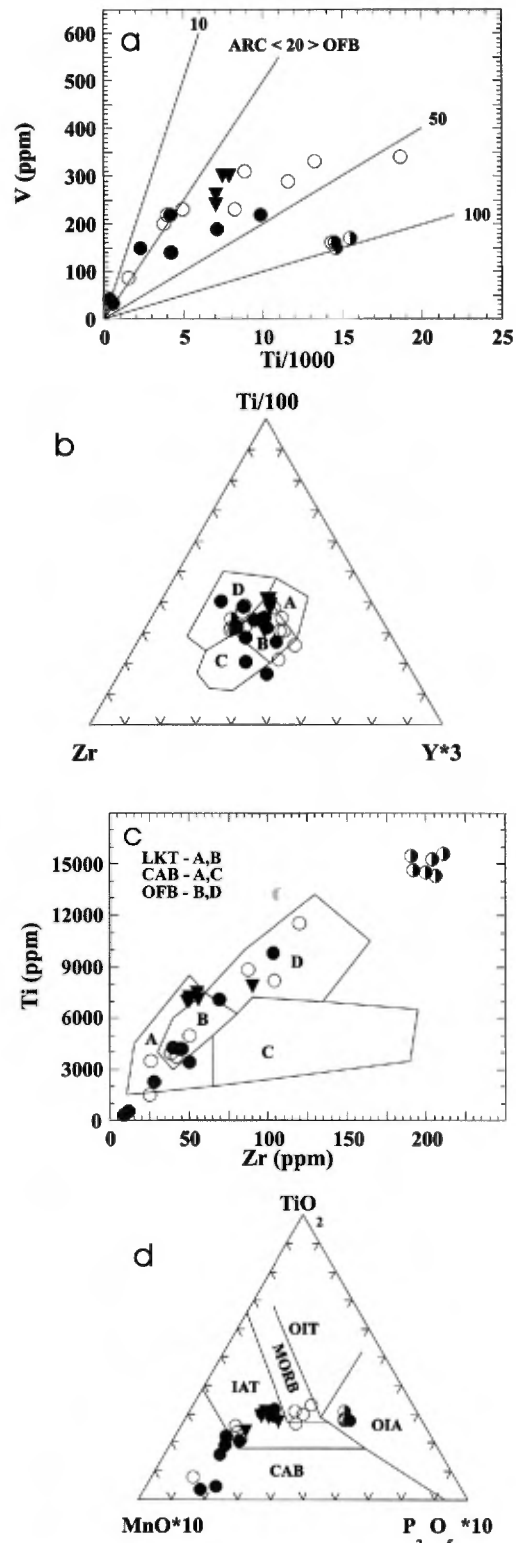 a
600
500
400
300
200
100
0
V (ppm)
10
ARC < 20 > OFB
50
100
0 5 10 15 20 25
Ti/1000
b
Ti/100
D
A
B
C
Zr
Y*3
c
LKT - A,B
CAB - A,C
OFB - B,D
15000
12000
9000
6000
3000
0
Ti (ppm)
D
B
A
C
0 50 100 150 200
Zr (ppm)
d
TiO2
OIT
MORB
IAT
OIA
CAB
MnO*10
P2O5*10